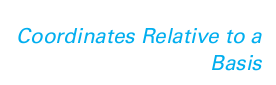 Coordinates Relative to a
Basis